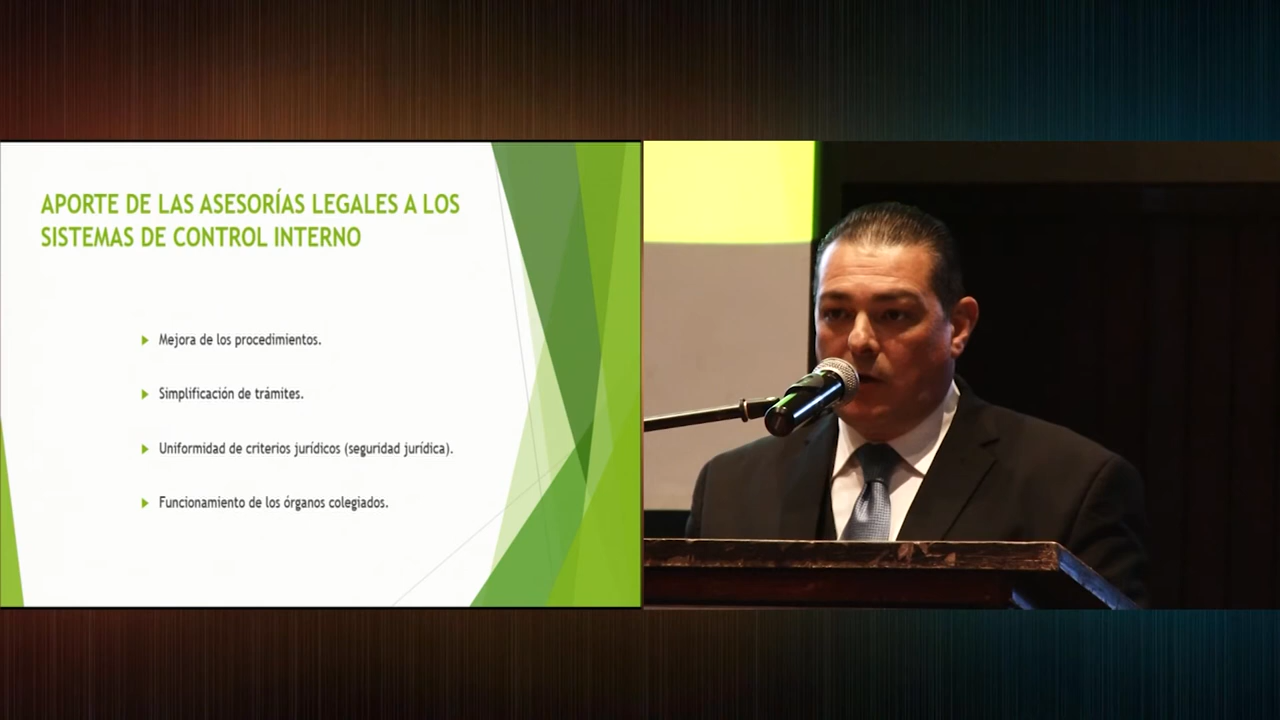 APORTE DE LAS ASESORÍAS LEGALES A LOS
SISTEMAS DE CONTROL INTERNO
Mejora de los procedimientos.
Simplificación de trámites.
Uniformidad de criterios jurídicos (seguridad jurídica).
Funcionamiento de los órganos colegiados.